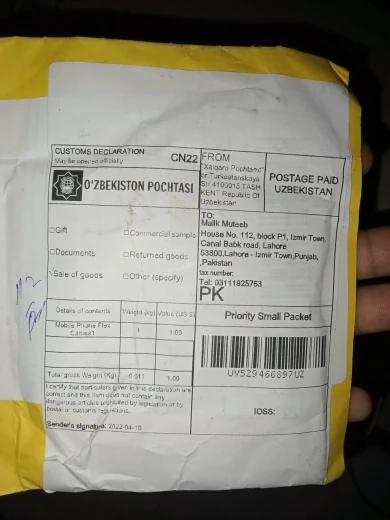 CUSTOMS DECLARATION
May be opened officially
CN22
FROM
"Xalqaro Pochtamt"
or.Turkestanskaya
Str.4100015.TASH
KENT Republic Of
Uzbekistan
POSTAGE PAID
UZBEKISTAN
O'ZBEKISTON POCHTASI
TO:
Malik Muteeb
House No. 112, block P1, Izmir Town,
Canal Babk road, Lahore
53800,Lahore - Izmir Town,Punjab,
,Pakistan
tax number:
Tel: 03111825763
PK
Gift
Commercial sample
Documents
Returned goods
Sale of goods
Other (specify)
Details of contents
Weight (kg)
Value (US $)
Mobile Phone Flex
Cables1
1
1.00
Total gross Weight (Kg)
0.011
1.00
I certify that particulars given in this declaration are
correct and this item does not contain any
dangerous articles prohibited by legislation or by
postal or customs regulations.
Sender's signature: 2022-04-10
Priority Small Packet
UV529466897UZ
IOSS: